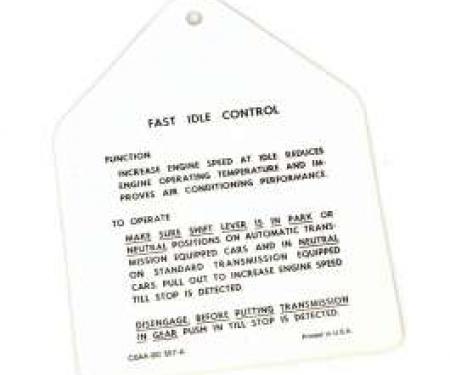 FAST IDLE CONTROL
FUNCTION
INCREASE ENGINE SPEED AT IDLE REDUCES
ENGINE OPERATING TEMPERATURE AND IM-
PROVES AIR CONDITIONING PERFORMANCE.
TO OPERATE
MAKE SURE SHIFT LEVER IS IN PARK OR
NEUTRAL POSITIONS ON AUTOMATIC TRANS-
MISSION EQUIPPED CARS AND IN NEUTRAL
ON STANDARD TRANSMISSION EQUIPPED
CARS. PULL OUT TO INCREASE ENGINE SPEED
TILL STOP IS DETECTED.
DISENGAGE BEFORE PUTTING TRANSMISSION
IN GEAR PUSH IN TILL STOP IS DETECTED.
Printed in U.S.A.